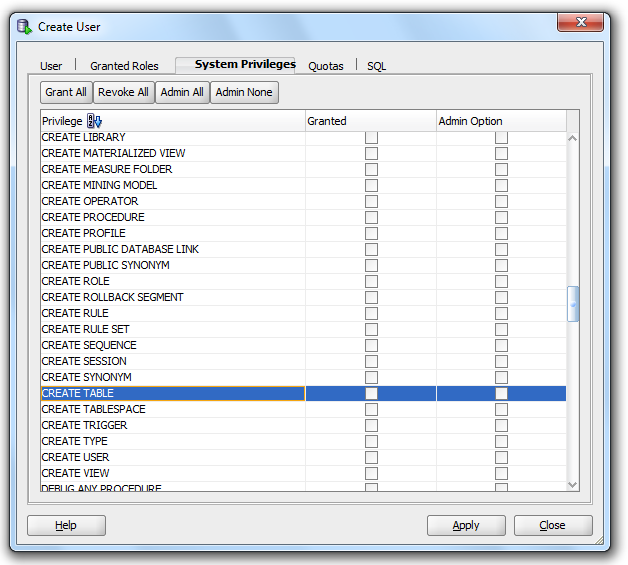 Create User
User Granted Roles System Privileges Quotas SQL
Grant All Revoke All Admin All Admin None
Privilege Granted Admin Option
CREATE LIBRARY
CREATE MATERIALIZED VIEW
CREATE MEASURE FOLDER
CREATE MINING MODEL
CREATE OPERATOR
CREATE PROCEDURE
CREATE PROFILE
CREATE PUBLIC DATABASE LINK
CREATE PUBLIC SYNONYM
CREATE ROLE
CREATE ROLLBACK SEGMENT
CREATE RULE
CREATE RULE SET
CREATE SEQUENCE
CREATE SESSION
CREATE SYNONYM
CREATE TABLE
CREATE TABLESPACE
CREATE TRIGGER
CREATE TYPE
CREATE USER
CREATE VIEW
DEBUG ANY PROCEDURE
Help Apply Close